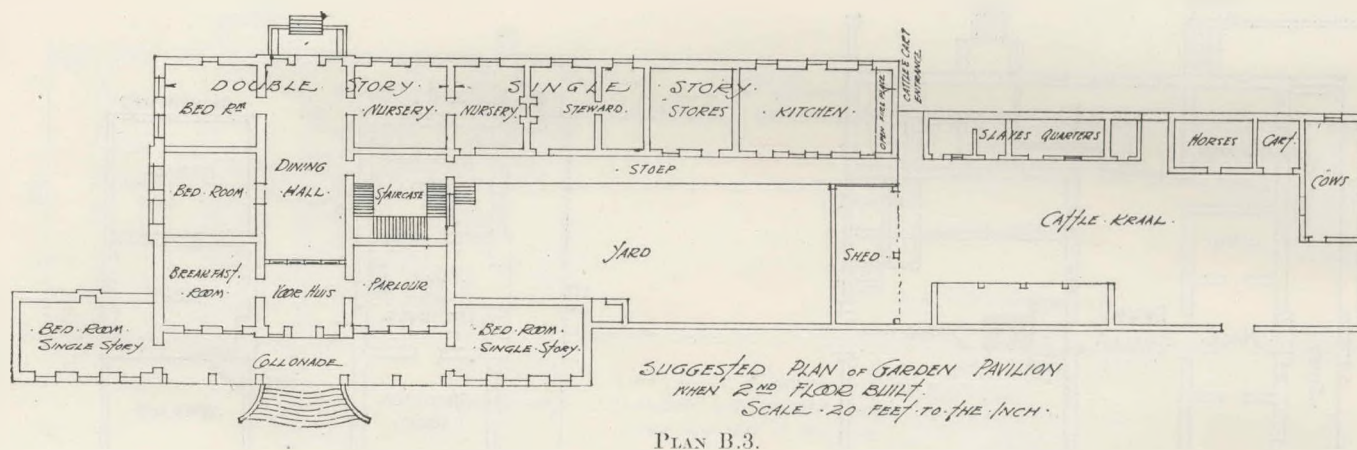 DOUBLE STORY · SINGLE STORY ·
BED RM
· NURSERY ·
· NURSERY
STEWARD ·
STORES
· KITCHEN ·
OPEN FIRE PLACE
CATTLE & CART
ENTRANCE
SLAVES QUARTERS
HORSES
CART ·
COWS
DINING
HALL ·
STOEP
BED · ROOM ·
STAIRCASE
CATTLE · KRAAL ·
YARD
SHED ·
BREAKFAST ·
ROOM ·
VOOR HUIS
· PARLOUR
· BED · ROOM ·
SINGLE STORY
COLLONADE
· BED · ROOM ·
· SINGLE · STORY ·
SUGGESTED PLAN OF GARDEN PAVILION
WHEN 2ND FLOOR BUILT ·
SCALE · 20 FEET · TO · THE · INCH ·
PLAN B.3.